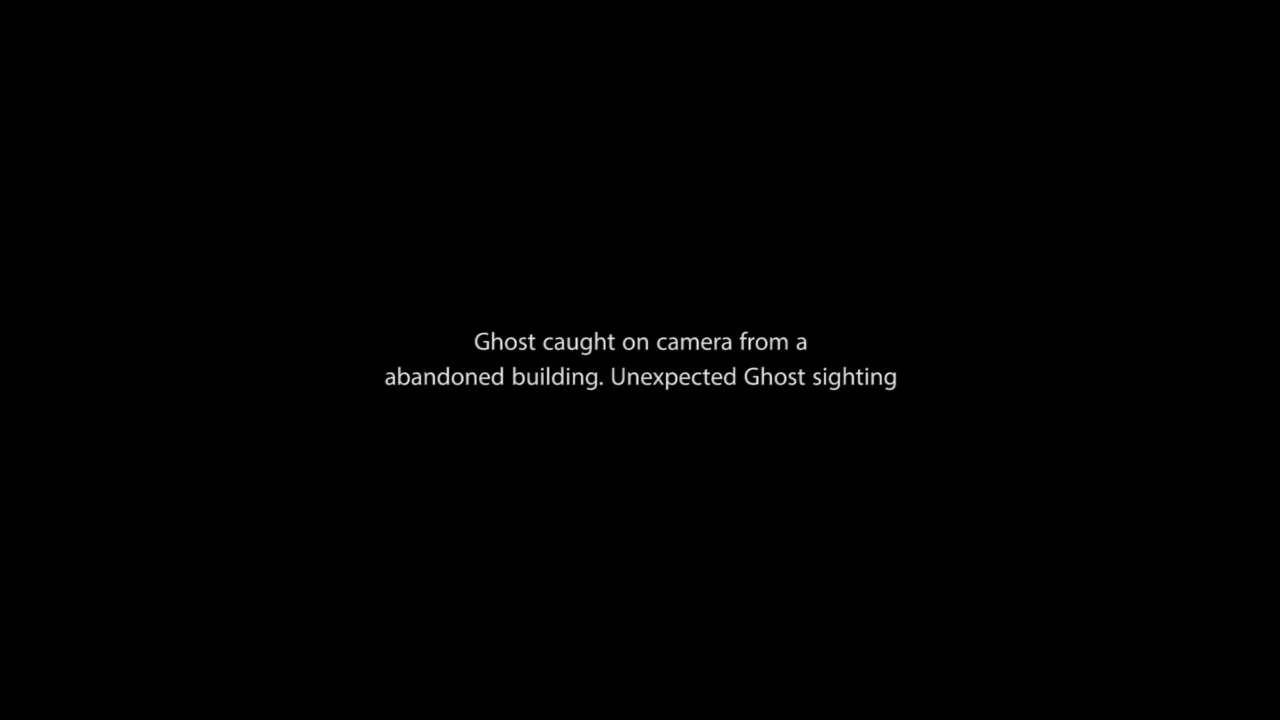 Ghost caught on camera from a
abandoned building. Unexpected Ghost sighting